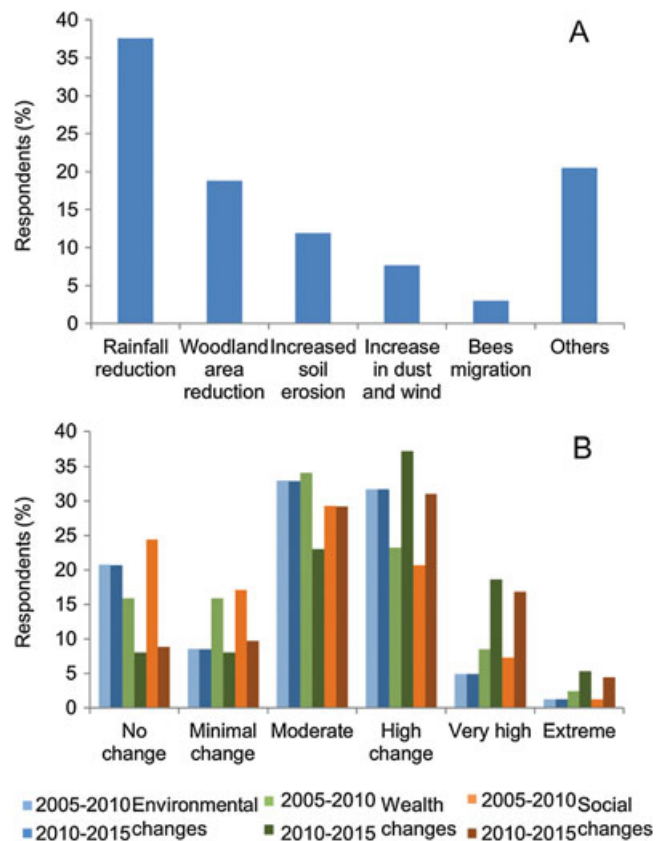 A
Respondents (%)
40
35
30
25
20
15
10
5
0
Rainfall reduction
Woodland area reduction
Increased soil erosion
Increase in dust and wind
Bees migration
Others
B
Respondents (%)
40
35
30
25
20
15
10
5
0
No change
Minimal change
Moderate
High change
Very high
Extreme
2005-2010 Environmental 2005-2010 Wealth 2005-2010 Social
2010-2015 changes 2010-2015 changes 2010-2015 changes